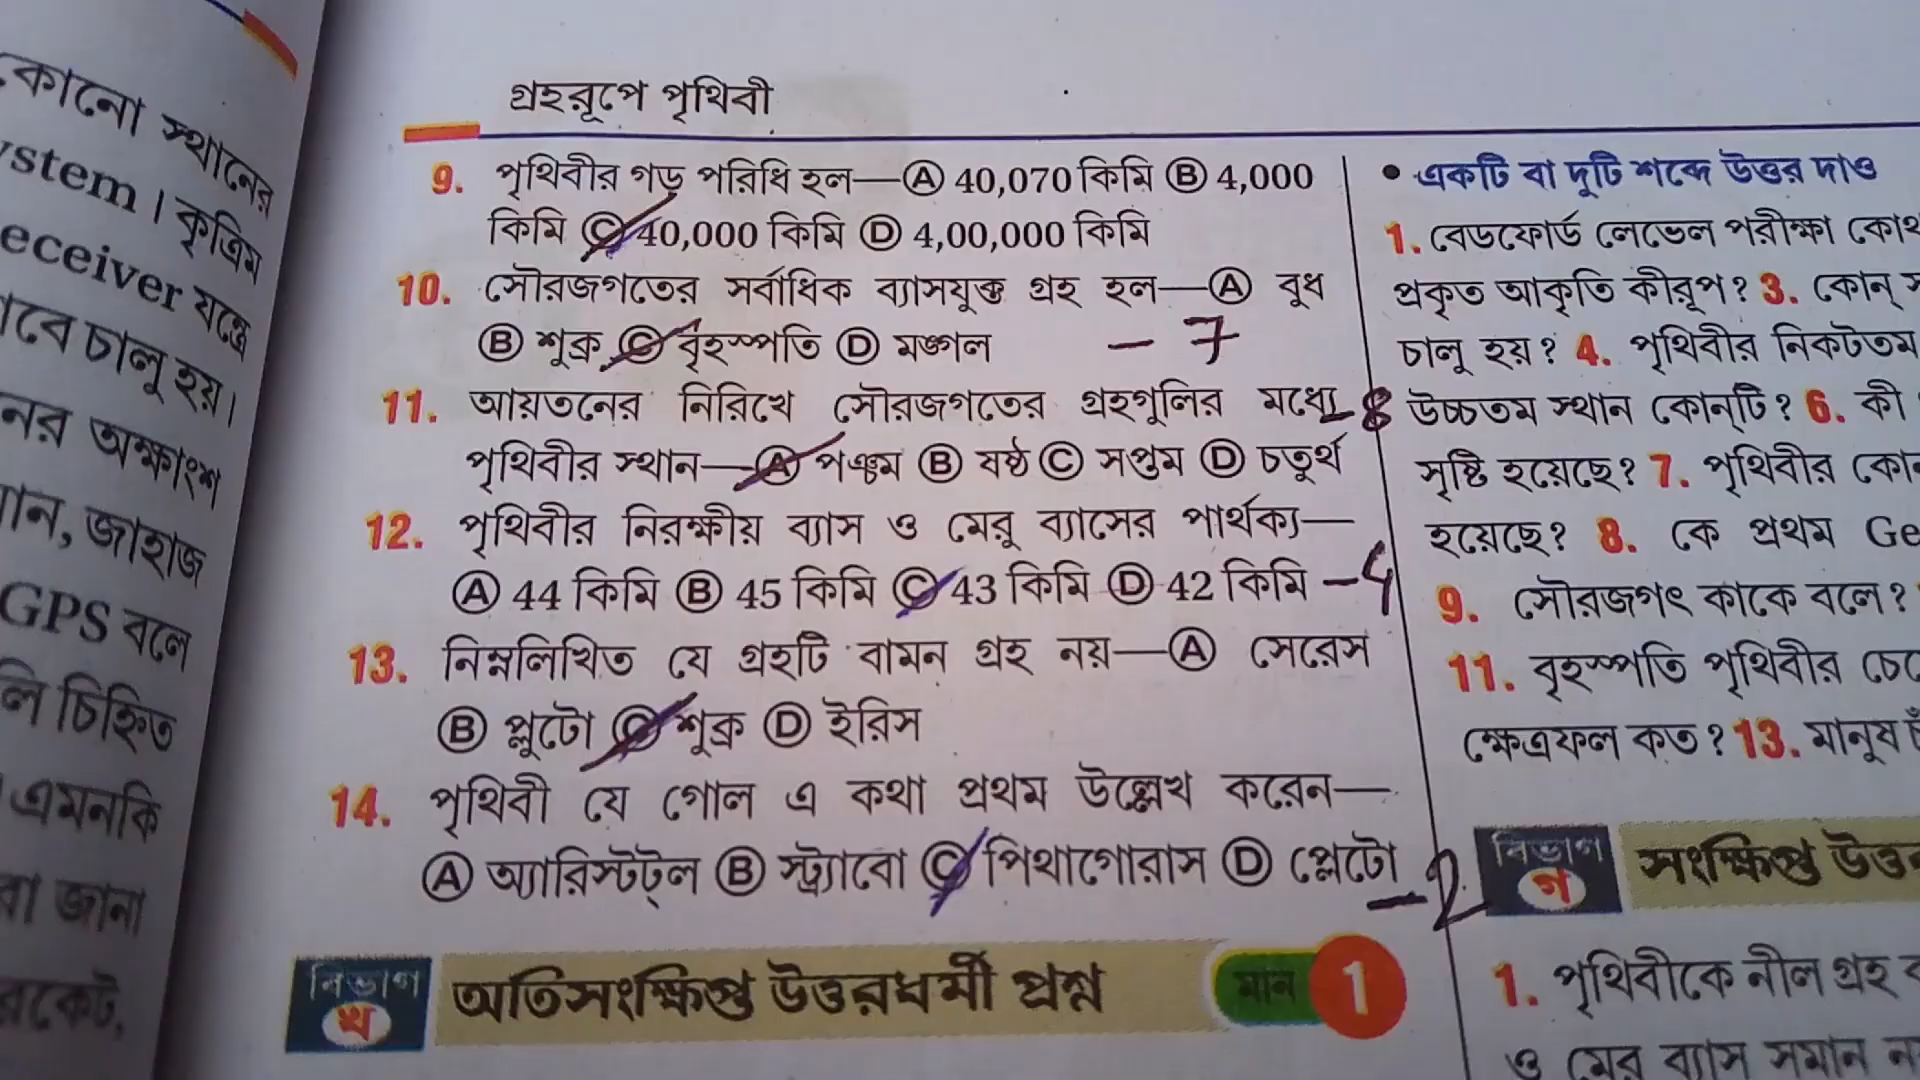 কোনো স্থানের
ystem। কৃত্রিম
eceiver যন্ত্রে
াবে চালু হয়।
নের অক্ষাংশ
ান, জাহাজ
GPS বলে
লি চিহ্নিত
এমনকি
রা জানা
রকেট,
গ্রহরূপে পৃথিবী
9. পৃথিবীর গড় পরিধি হল—Ⓐ 40,070 কিমি Ⓑ 4,000
কিমি Ⓒ 40,000 কিমি Ⓓ 4,00,000 কিমি
10. সৌরজগতের সর্বাধিক ব্যাসযুক্ত গ্রহ হল—Ⓐ বুধ
Ⓑ শুক্র Ⓒ বৃহস্পতি Ⓓ মঙ্গল – 7
11. আয়তনের নিরিখে সৌরজগতের গ্রহগুলির মধ্যে – 8
পৃথিবীর স্থান—Ⓐ পঞ্চম Ⓑ ষষ্ঠ Ⓒ সপ্তম Ⓓ চতুর্থ
12. পৃথিবীর নিরক্ষীয় ব্যাস ও মেরু ব্যাসের পার্থক্য—
Ⓐ 44 কিমি Ⓑ 45 কিমি Ⓒ 43 কিমি Ⓓ 42 কিমি – 4
13. নিম্নলিখিত যে গ্রহটি বামন গ্রহ নয়—Ⓐ সেরেস
Ⓑ প্লুটো Ⓒ শুক্র Ⓓ ইরিস
14. পৃথিবী যে গোল এ কথা প্রথম উল্লেখ করেন—
Ⓐ অ্যারিস্টট্ল Ⓑ স্ট্র্যাবো Ⓒ পিথাগোরাস Ⓓ প্লেটো – 2
বিভাগ খ অতিসংক্ষিপ্ত উত্তরধর্মী প্রশ্ন মান 1
• একটি বা দুটি শব্দে উত্তর দাও
1. বেডফোর্ড লেভেল পরীক্ষা কোথ
প্রকৃত আকৃতি কীরূপ? 3. কোন্ স
চালু হয়? 4. পৃথিবীর নিকটতম
উচ্চতম স্থান কোন্‌টি? 6. কী
সৃষ্টি হয়েছে? 7. পৃথিবীর কোন
হয়েছে? 8. কে প্রথম Ge
9. সৌরজগৎ কাকে বলে?
11. বৃহস্পতি পৃথিবীর চেয়ে
ক্ষেত্রফল কত? 13. মানুষ চাঁ
বিভাগ গ সংক্ষিপ্ত উত্ত
1. পৃথিবীকে নীল গ্রহ ব
ও মেরু ব্যাস সমান ন